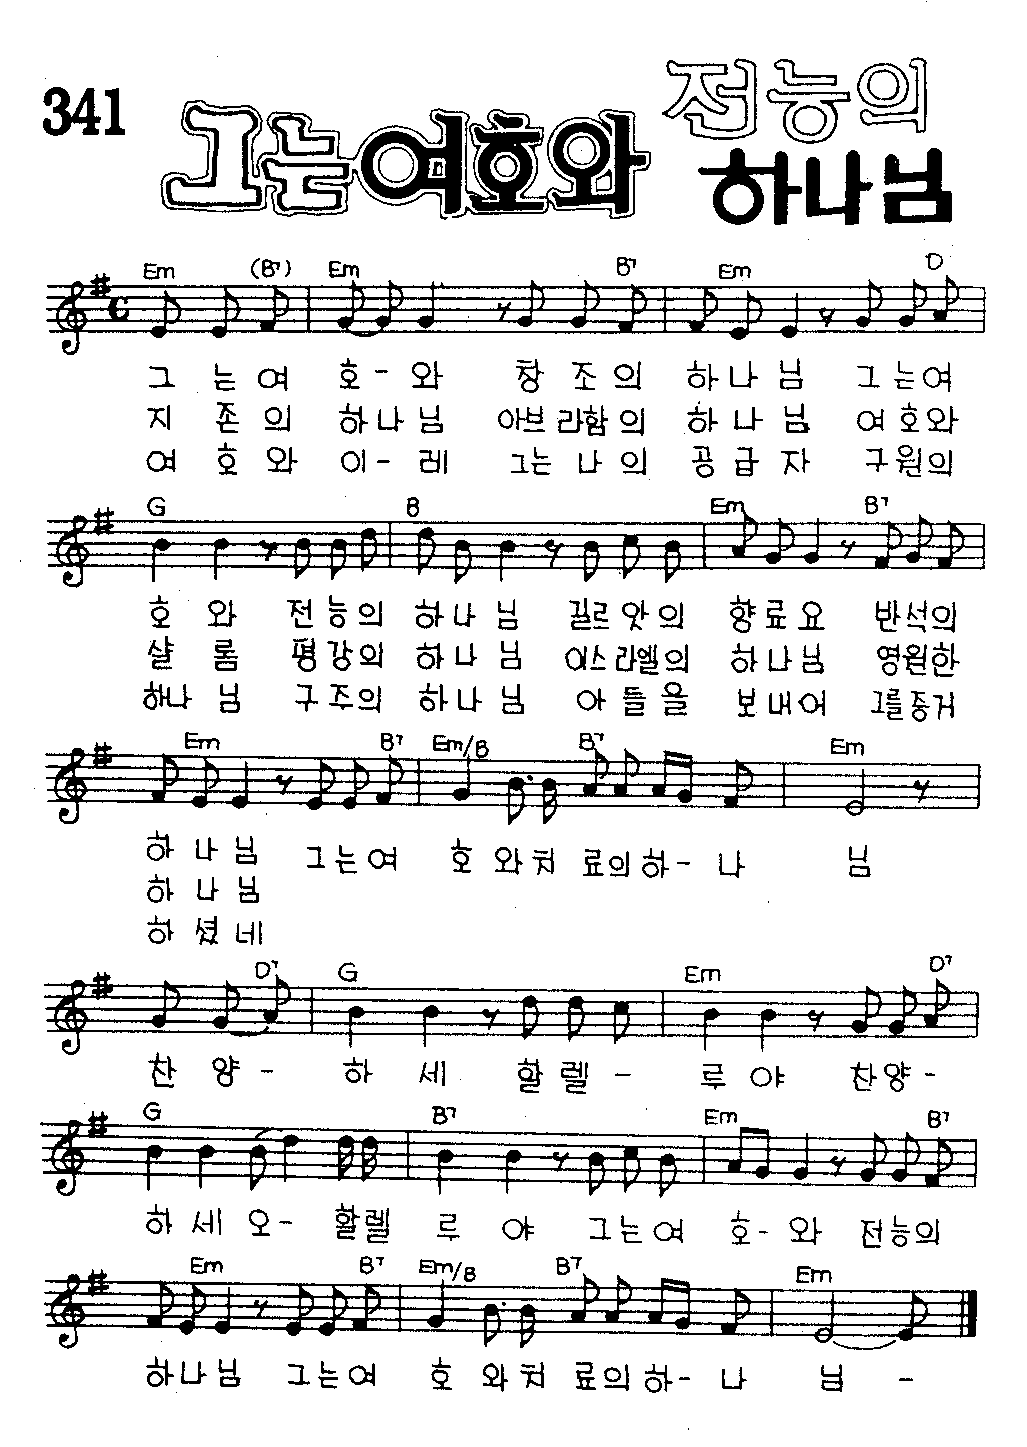 341
그는여호와 전능의
하나님
Em (B7) Em B7 Em D
그 는여 호-와 창 조의 하나님 그는여
지 존의 하나님 아브라함의 하나님 여호와
여 호와 이-레 그는나의 공급자 구원의
G B Em B7
호 와 전능의 하나님 길르앗의 향료요 반석의
샬 롬 평강의 하나님 이스라엘의 하나님 영원한
하나 님 구주의 하나님 아들을 보내어 그를증거
Em B7 Em/B B7 Em
하나님 그는여 호 와치 료의하-나 님
하나님
하셨네
D7 G Em D7
찬 양- 하 세 할렐- 루야 찬양-
G B7 Em B7
하세오- 할렐 루 야 그는여 호-와 전능의
Em B7 Em/B B7 Em
하나님 그는여 호 와치 료의하-나 님 -